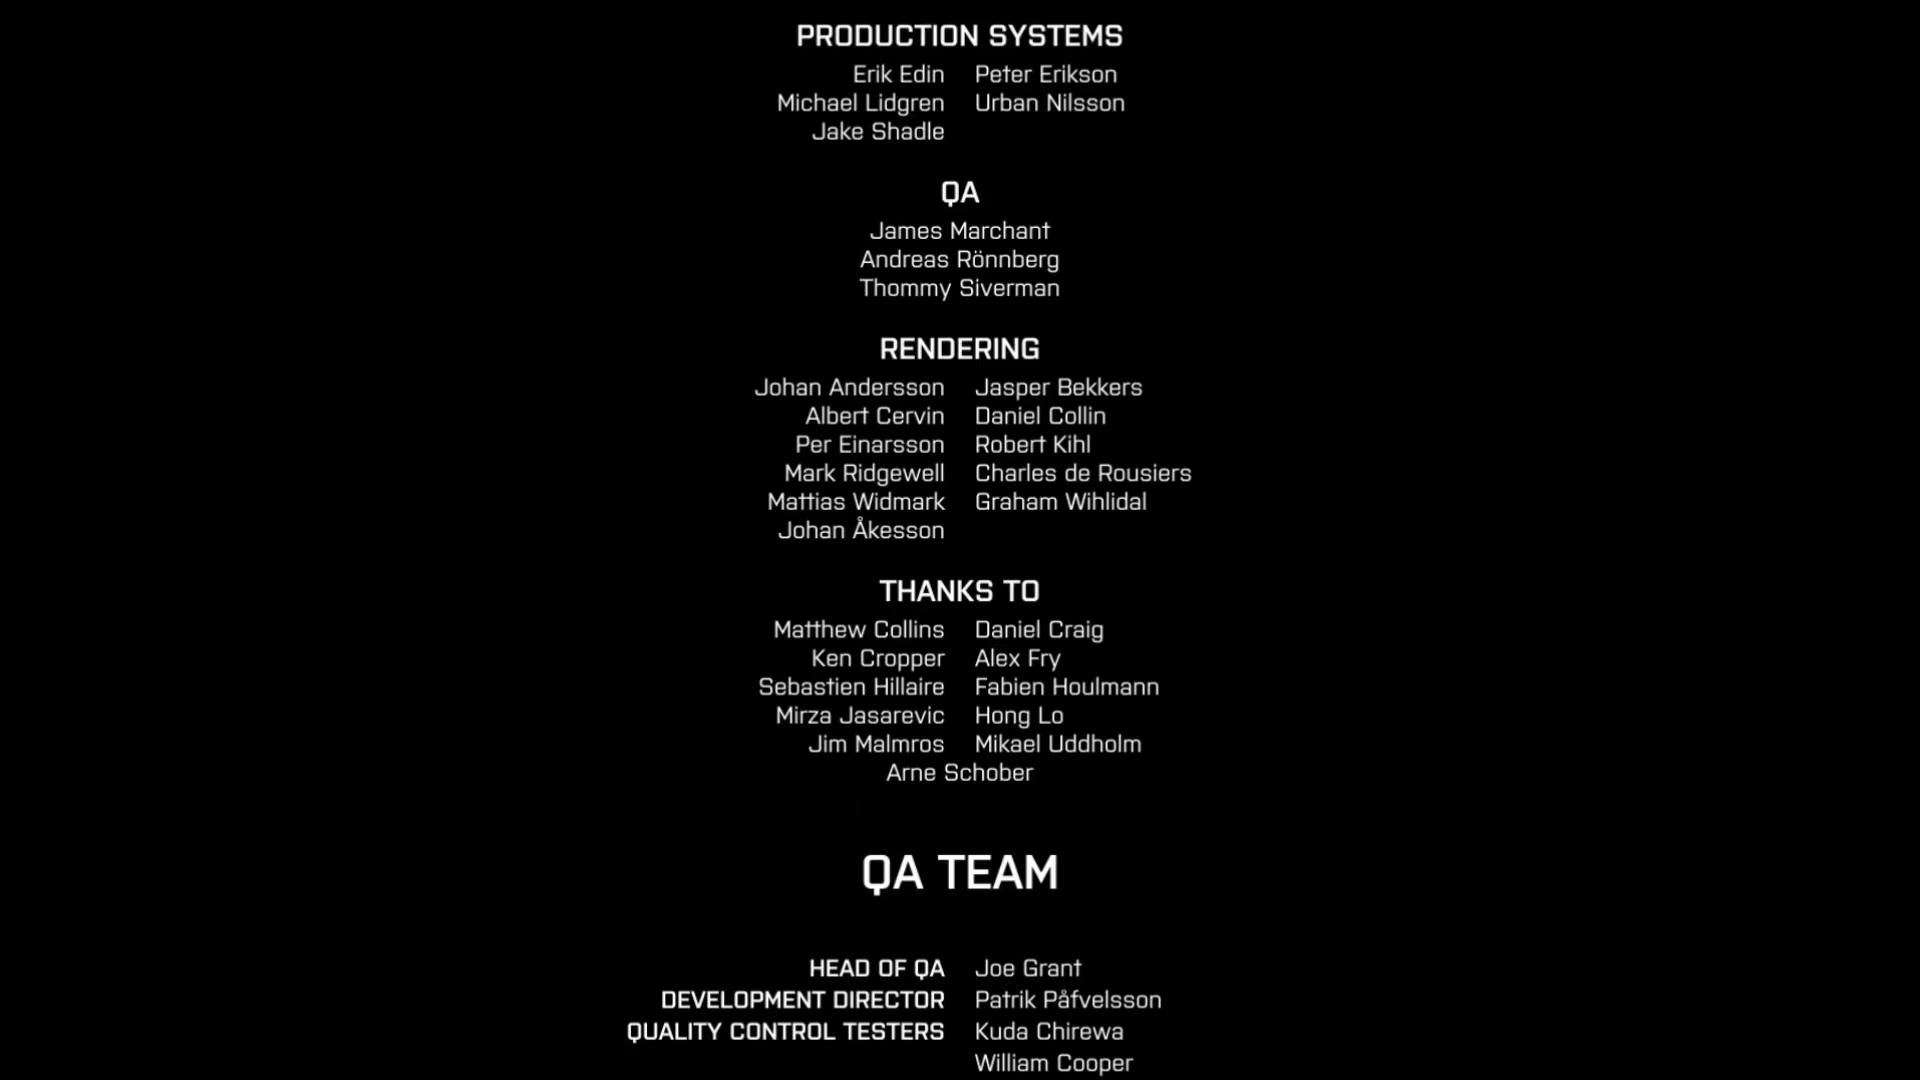 PRODUCTION SYSTEMS
Erik Edin Peter Erikson
Michael Lidgren Urban Nilsson
Jake Shadle
QA
James Marchant
Andreas Rönnberg
Thommy Siverman
RENDERING
Johan Andersson Jasper Bekkers
Albert Cervin Daniel Collin
Per Einarsson Robert Kihl
Mark Ridgewell Charles de Rousiers
Mattias Widmark Graham Wihlidal
Johan Åkesson
THANKS TO
Matthew Collins Daniel Craig
Ken Cropper Alex Fry
Sebastien Hillaire Fabien Houlmann
Mirza Jasarevic Hong Lo
Jim Malmros Mikael Uddholm
Arne Schober
QA TEAM
HEAD OF QA Joe Grant
DEVELOPMENT DIRECTOR Patrik Påfvelsson
QUALITY CONTROL TESTERS Kuda Chirewa
William Cooper